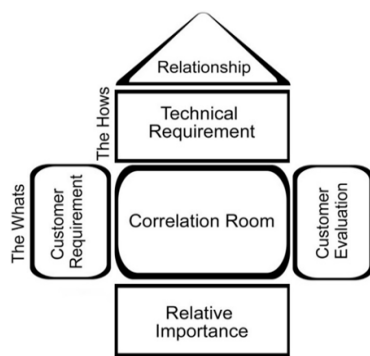 Relationship
The Hows
Technical
Requirement
The Whats
Customer
Requirement
Correlation Room
Customer
Evaluation
Relative
Importance